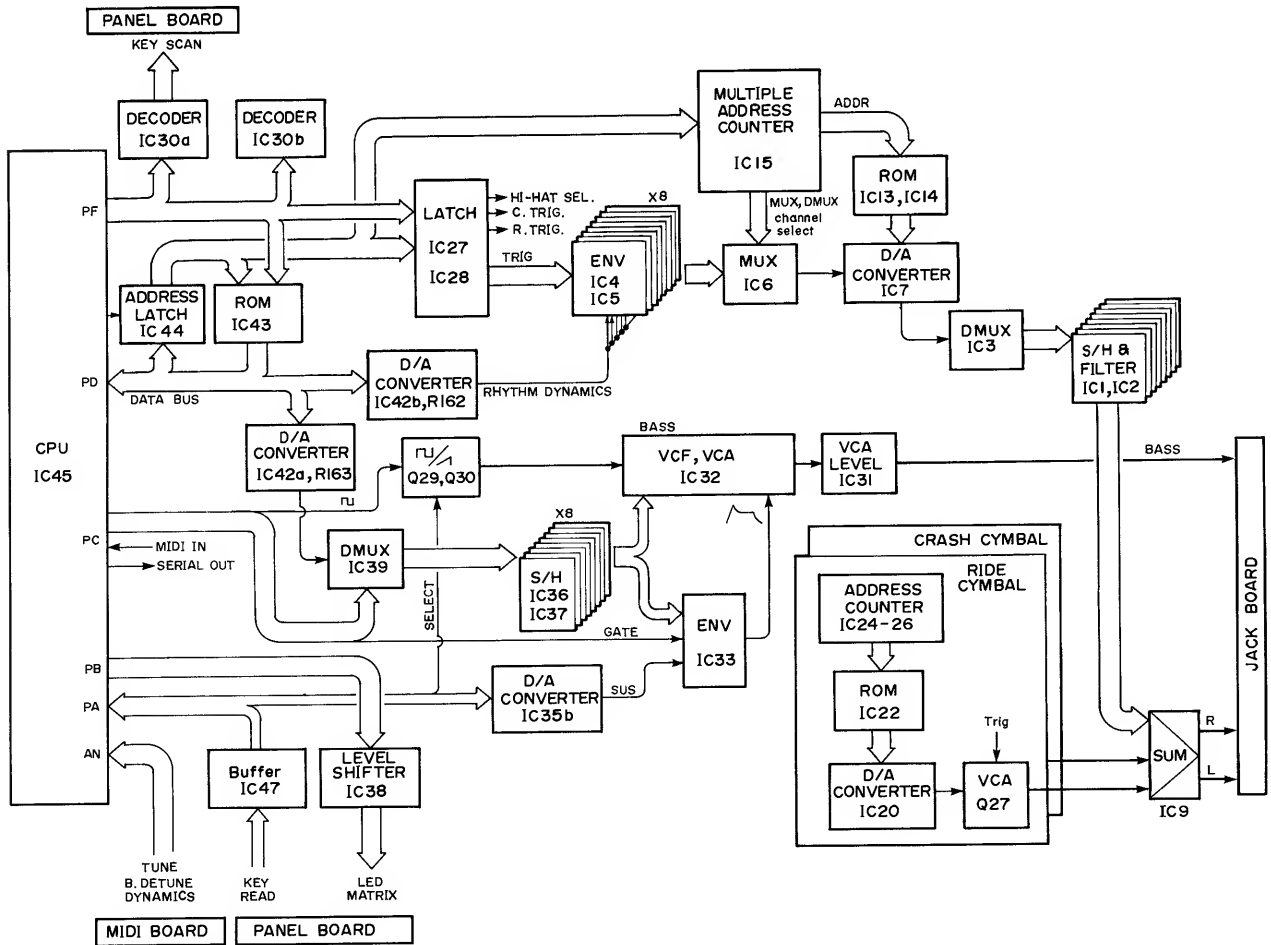 PANEL BOARD
KEY SCAN
DECODER
IC30a
DECODER
IC30b
MULTIPLE
ADDRESS
COUNTER
IC15
ADDR
ROM
IC13, IC14
MUX, DMUX
channel
select
PF
LATCH
IC27
IC28
HI-HAT SEL.
C. TRIG.
R. TRIG.
TRIG
X8
ENV
IC4
IC5
MUX
IC6
D/A
CONVERTER
IC7
DMUX
IC3
S/H &
FILTER
IC1, IC2
ADDRESS
LATCH
IC44
ROM
IC43
PD
DATA BUS
D/A
CONVERTER
IC42b, R162
RHYTHM DYNAMICS
CPU
IC45
D/A
CONVERTER
IC42a, R163
Q29, Q30
BASS
VCF, VCA
IC32
VCA
LEVEL
IC31
BASS
PC
MIDI IN
SERIAL OUT
DMUX
IC39
SELECT
X8
S/H
IC36
IC37
GATE
ENV
IC33
CRASH CYMBAL
RIDE
CYMBAL
ADDRESS
COUNTER
IC24-26
ROM
IC22
D/A
CONVERTER
IC20
Trig
VCA
Q27
SUM
IC9
R
L
JACK BOARD
PB
PA
AN
D/A
CONVERTER
IC35b
SUS
Buffer
IC47
LEVEL
SHIFTER
IC38
TUNE
B. DETUNE
DYNAMICS
KEY
READ
LED
MATRIX
MIDI BOARD
PANEL BOARD